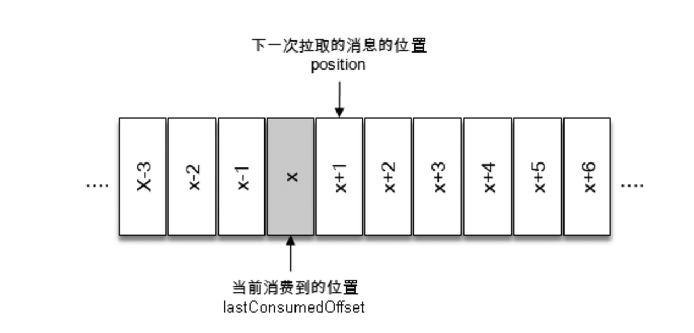 下一次拉取的消息的位置
position
.... X-3 x-2 x-1 x x+1 x+2 x+3 x+4 x+5 x+6 ....
当前消费到的位置
lastConsumedOffset